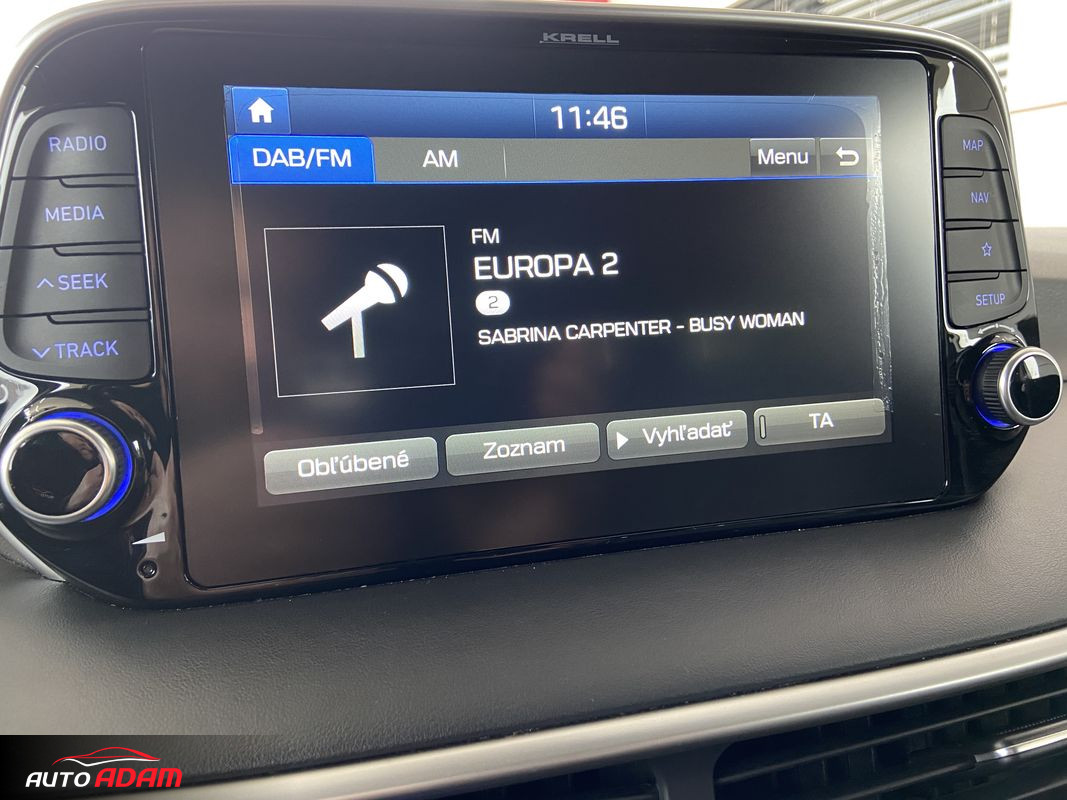 KRELL
11:46
DAB/FM
AM
Menu
FM
EUROPA 2
2
SABRINA CARPENTER - BUSY WOMAN
Obľúbené
Zoznam
Vyhľadať
TA
RADIO
MEDIA
SEEK
TRACK
MAP
NAV
SETUP
AUTO ADAM